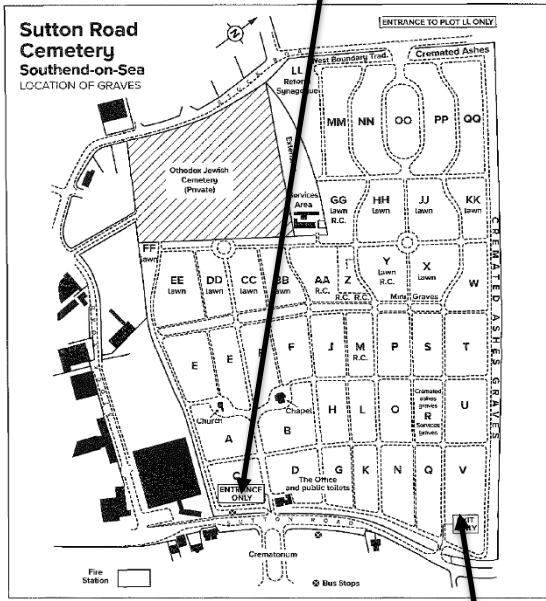 Sutton Road
Cemetery
Southend-on-Sea
LOCATION OF GRAVES
N
ENTRANCE TO PLOT LL ONLY
Cremated Ashes
West Boundary Trad.
LL
Reform
Synagogue
MM
NN
OO
PP
QQ
Orthodox Jewish
Cemetery
(Private)
Services
Area
GG
lawn
R.C.
HH
lawn
JJ
lawn
KK
lawn
CREMATED ASHES GRAVES
FF
lawn
EE
lawn
DD
lawn
CC
lawn
BB
lawn
AA
R.C.
Z
R.C. R.C.
Y
lawn
R.C.
X
lawn
W
Mini Graves
E
E
F
J
M
R.C.
P
S
T
Church
Chapel
A
B
H
L
O
Cremated
ashes
graves
R
Services
graves
U
C
D
G
K
N
Q
V
The Office
and public toilets
ENTRANCE
ONLY
SUTTON ROAD
Crematorium
Fire
Station
Bus Stops